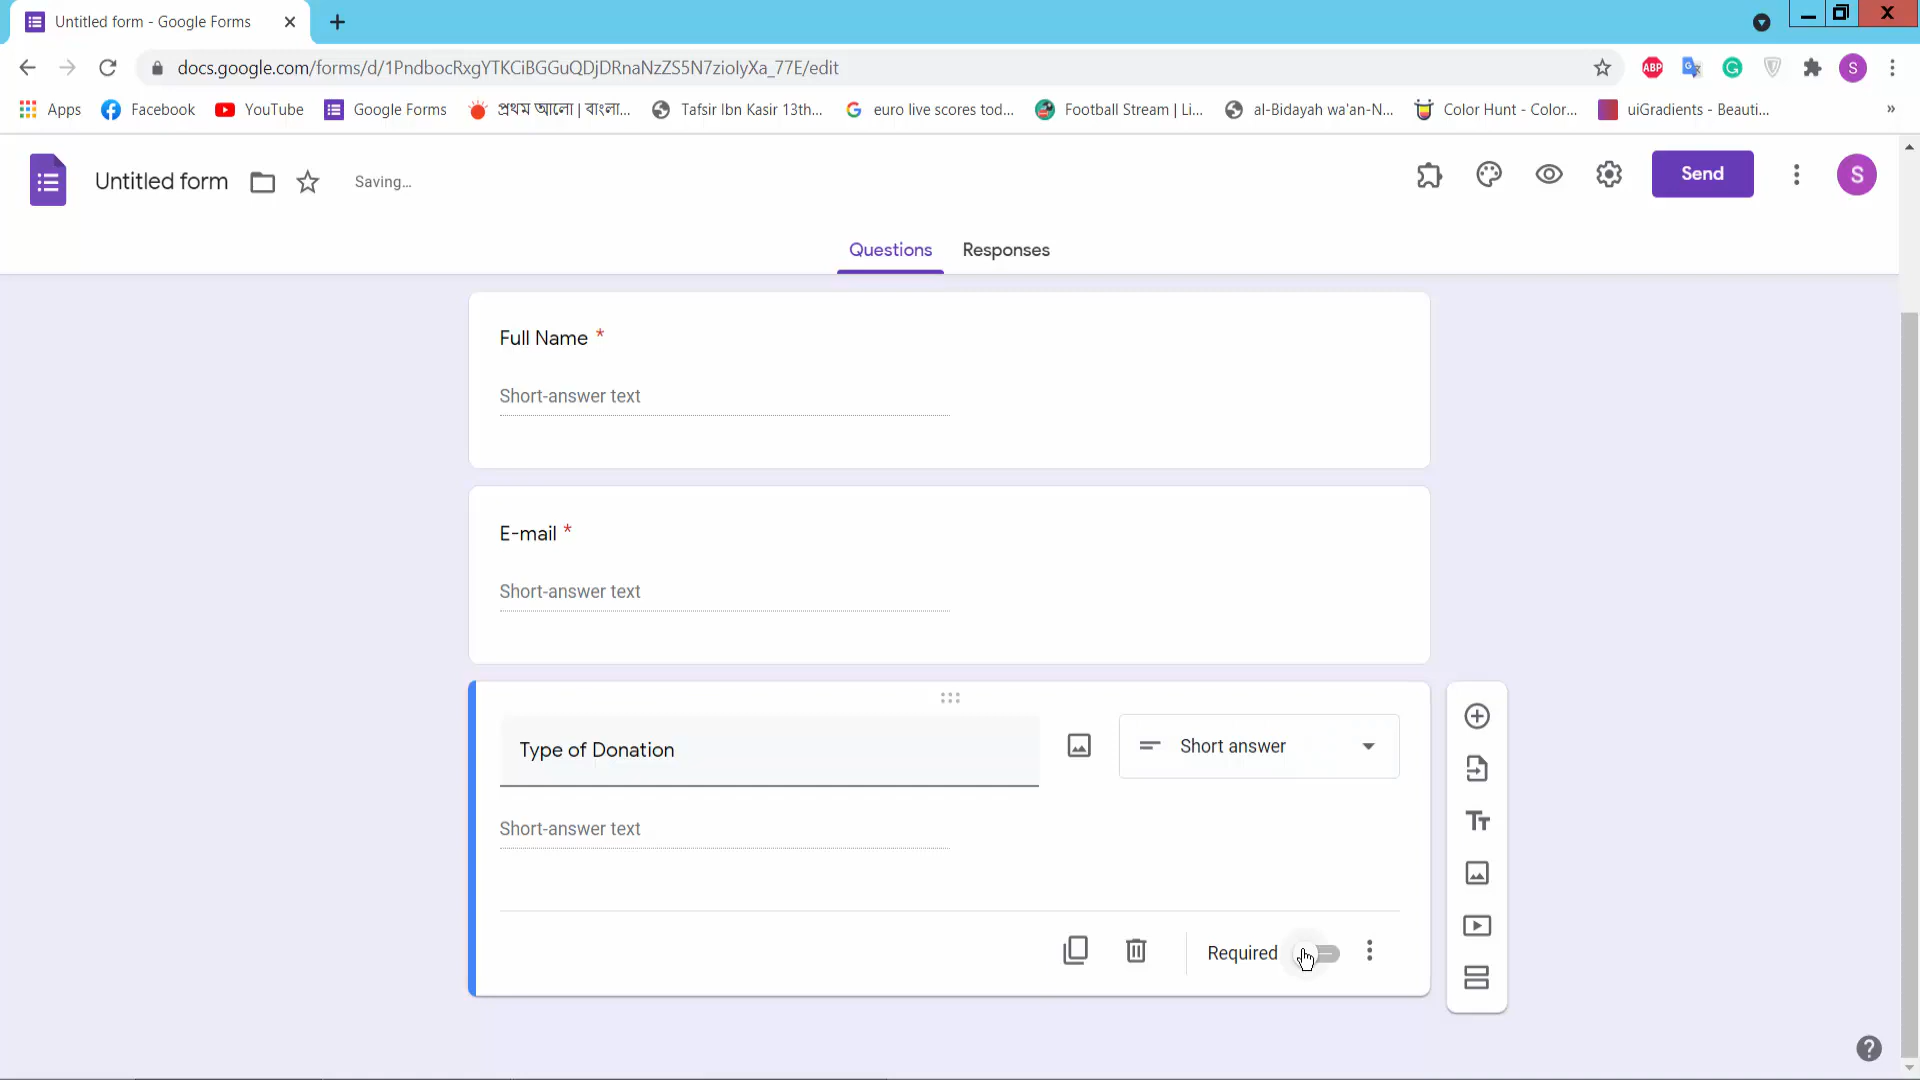 Untitled form - Google Forms
docs.google.com/forms/d/1PndbocRxgYTKCiBGGuQDjDRnaNzZS5N7zioIyXa_77E/edit
ABP
S
Apps Facebook YouTube Google Forms প্রথম আলো | বাংলা... Tafsir Ibn Kasir 13th... euro live scores tod... Football Stream | Li... al-Bidayah wa'an-N... Color Hunt - Color... uiGradients - Beauti...
Untitled form Saving... Send S
Questions Responses
Full Name *
Short-answer text
E-mail *
Short-answer text
Type of Donation Short answer
Short-answer text
Required